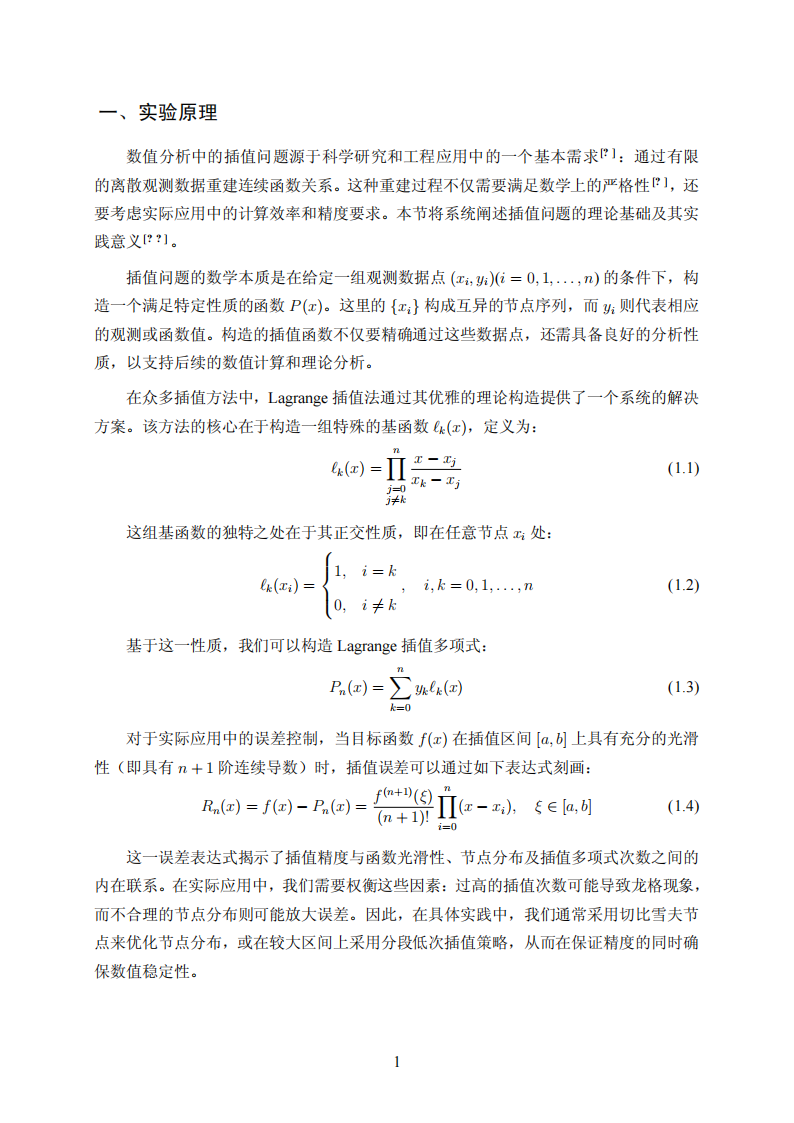 一、实验原理
数值分析中的插值问题源于科学研究和工程应用中的一个基本需求[?]：通过有限
的离散观测数据重建连续函数关系。这种重建过程不仅需要满足数学上的严格性[?]，还
要考虑实际应用中的计算效率和精度要求。本节将系统阐述插值问题的理论基础及其实
践意义[? ?]。
插值问题的数学本质是在给定一组观测数据点 (x_i, y_i)(i = 0, 1, . . . , n) 的条件下，构
造一个满足特定性质的函数 P(x)。这里的 {x_i} 构成互异的节点序列，而 y_i 则代表相应
的观测或函数值。构造的插值函数不仅要精确通过这些数据点，还需具备良好的分析性
质，以支持后续的数值计算和理论分析。
在众多插值方法中，Lagrange 插值法通过其优雅的理论构造提供了一个系统的解决
方案。该方法的核心在于构造一组特殊的基函数 ℓ_k(x)，定义为：
ℓ_k(x) = \prod_{\substack{j=0 \\ j≠k}}^{n} \frac{x − x_j}{x_k − x_j} (1.1)
这组基函数的独特之处在于其正交性质，即在任意节点 x_i 处：
ℓ_k(x_i) = \begin{cases} 1, & i = k \\ 0, & i ≠ k \end{cases}, i, k = 0, 1, . . . , n (1.2)
基于这一性质，我们可以构造 Lagrange 插值多项式：
P_n(x) = \sum_{k=0}^{n} y_k ℓ_k(x) (1.3)
对于实际应用中的误差控制，当目标函数 f(x) 在插值区间 [a, b] 上具有充分的光滑
性（即具有 n + 1 阶连续导数）时，插值误差可以通过如下表达式刻画：
R_n(x) = f(x) − P_n(x) = \frac{f^{(n+1)}(ξ)}{(n + 1)!} \prod_{i=0}^{n} (x − x_i), ξ ∈ [a, b] (1.4)
这一误差表达式揭示了插值精度与函数光滑性、节点分布及插值多项式次数之间的
内在联系。在实际应用中，我们需要权衡这些因素：过高的插值次数可能导致龙格现象，
而不合理的节点分布则可能放大误差。因此，在具体实践中，我们通常采用切比雪夫节
点来优化节点分布，或在较大区间上采用分段低次插值策略，从而在保证精度的同时确
保数值稳定性。
1